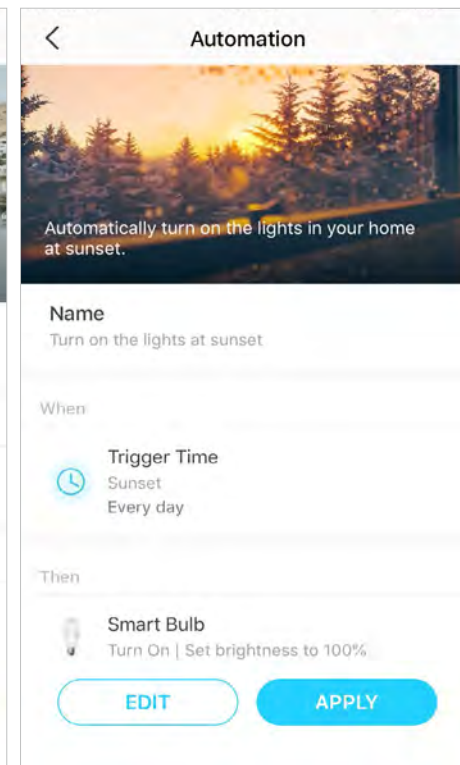 Automation
Automatically turn on the lights in your home
at sunset.
Name
Turn on the lights at sunset
When
Trigger Time
Sunset
Every day
Then
Smart Bulb
Turn On | Set brightness to 100%
EDIT
APPLY